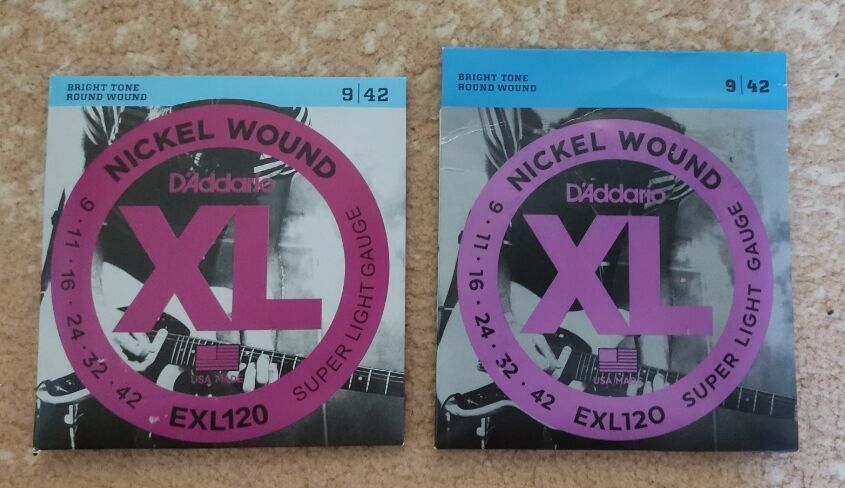 BRIGHT TONE
ROUND WOUND
9|42
NICKEL WOUND
D'Addario
XL
9 · 11 · 16 · 24 · 32 · 42
SUPER LIGHT GAUGE
USA MADE
EXL120
BRIGHT TONE
ROUND WOUND
9|42
NICKEL WOUND
D'Addario
XL
9 · 11 · 16 · 24 · 32 · 42
SUPER LIGHT GAUGE
USA MADE
EXL120